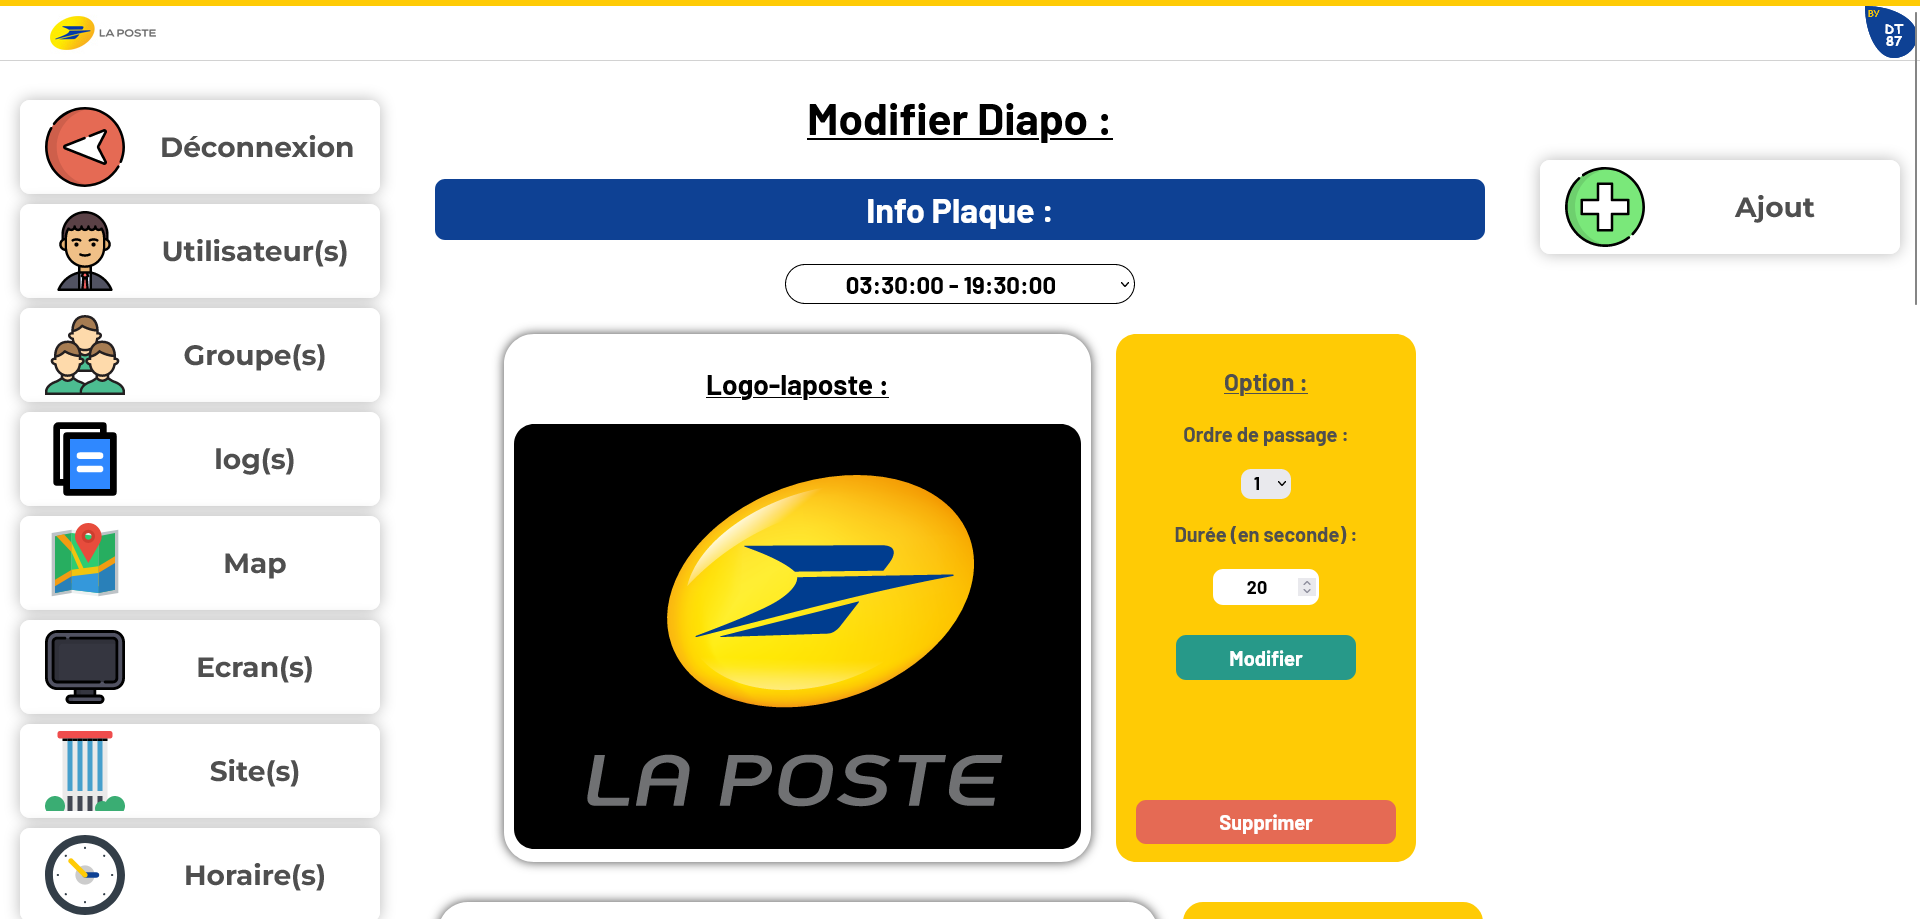 LA POSTE
BY
DT
87
Déconnexion
Utilisateur(s)
Groupe(s)
log(s)
Map
Ecran(s)
Site(s)
Horaire(s)
Modifier Diapo :
Info Plaque :
03:30:00 - 19:30:00
Logo-laposte :
LA POSTE
Option :
Ordre de passage :
1
Durée (en seconde) :
20
Modifier
Supprimer
Ajout